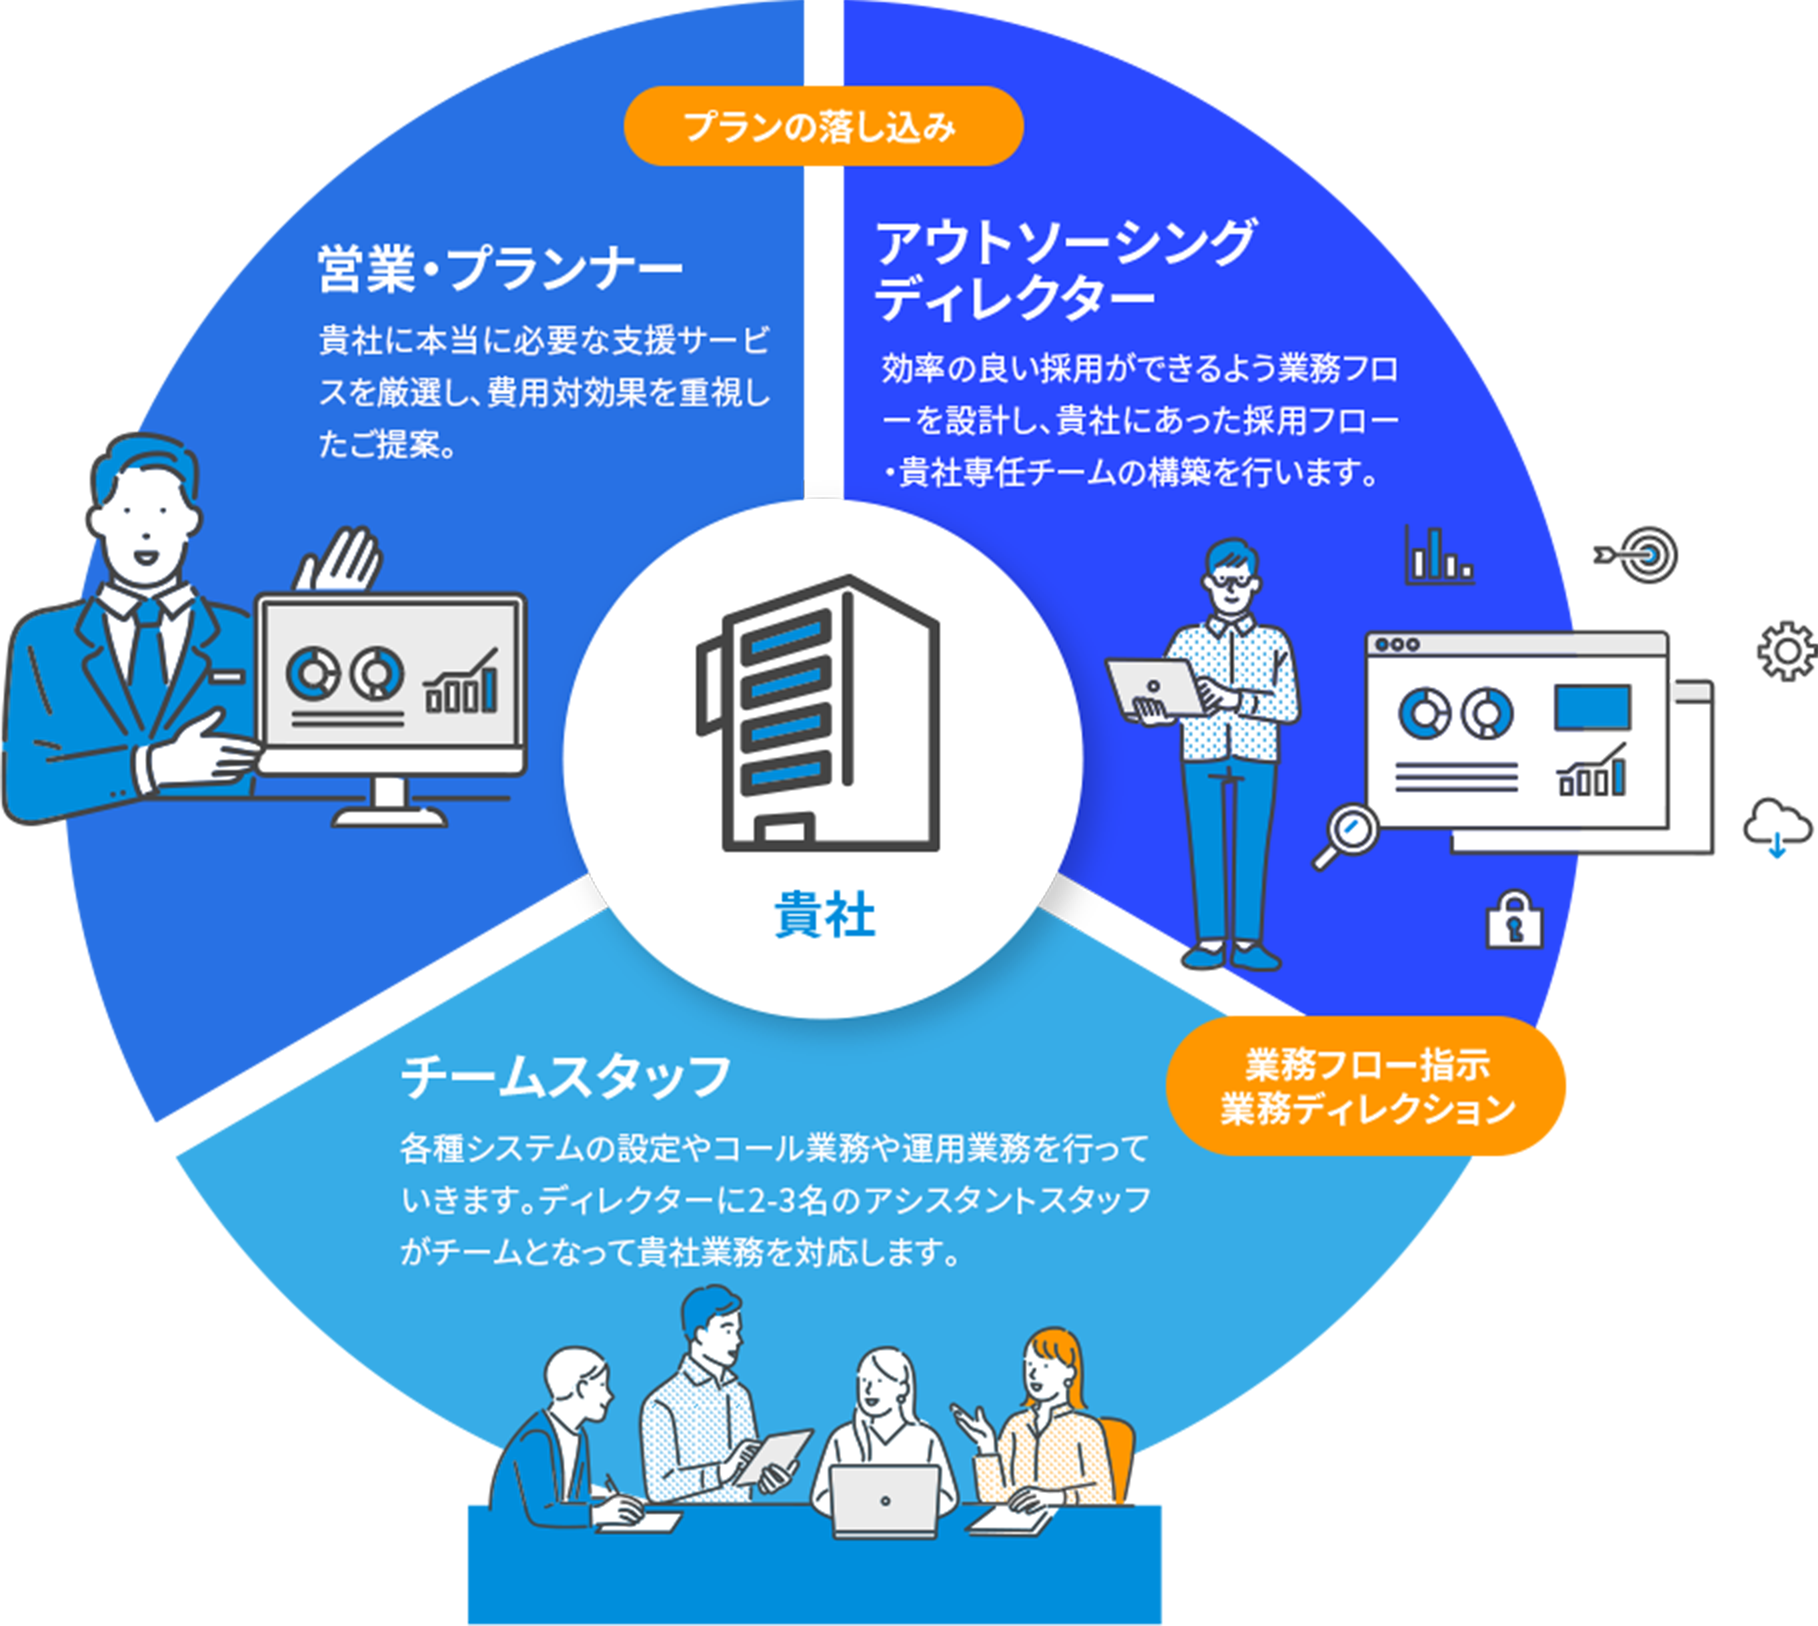 プランの落し込み
営業・プランナー
貴社に本当に必要な支援サービ
スを厳選し、費用対効果を重視し
たご提案。
アウトソーシング
ディレクター
効率の良い採用ができるよう業務フロ
ーを設計し、貴社にあった採用フロー
・貴社専任チームの構築を行います。
貴社
業務フロー指示
業務ディレクション
チームスタッフ
各種システムの設定やコール業務や運用業務を行って
いきます。ディレクターに2-3名のアシスタントスタッフ
がチームとなって貴社業務を対応します。